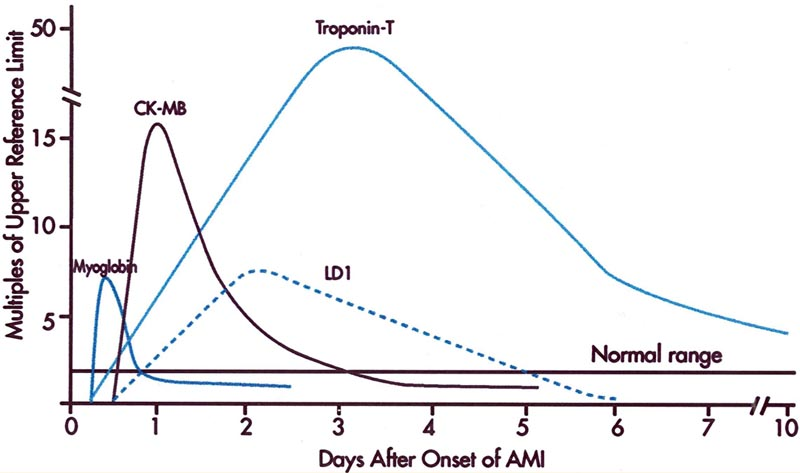 50
Troponin-T
CK-MB
15
10
Myoglobin
LD1
5
Normal range
Multiples of Upper Reference Limit
0 1 2 3 4 5 6 7 10
0
Days After Onset of AMI